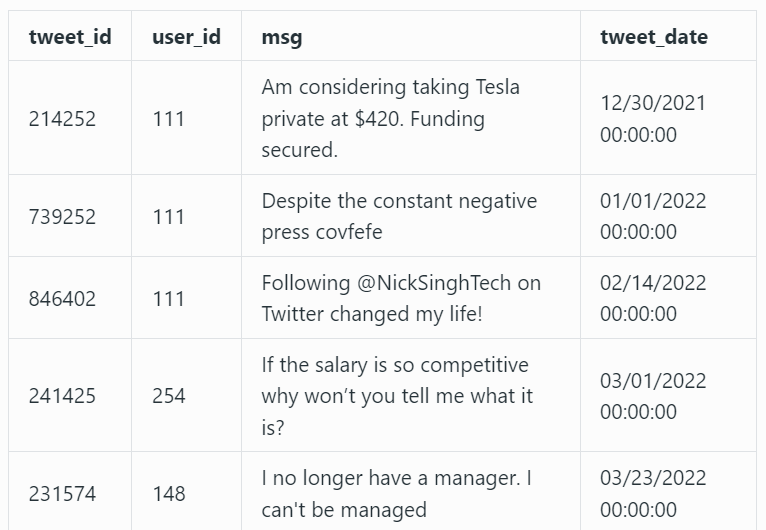 tweet_id user_id msg tweet_date
Am considering taking Tesla
12/30/2021
214252 111 private at $420. Funding
00:00:00
secured.
Despite the constant negative 01/01/2022
739252 111
press covfefe 00:00:00
Following @NickSinghTech on 02/14/2022
846402 111
Twitter changed my life! 00:00:00
If the salary is so competitive
03/01/2022
241425 254 why won’t you tell me what it
00:00:00
is?
I no longer have a manager. I 03/23/2022
231574 148
can't be managed 00:00:00